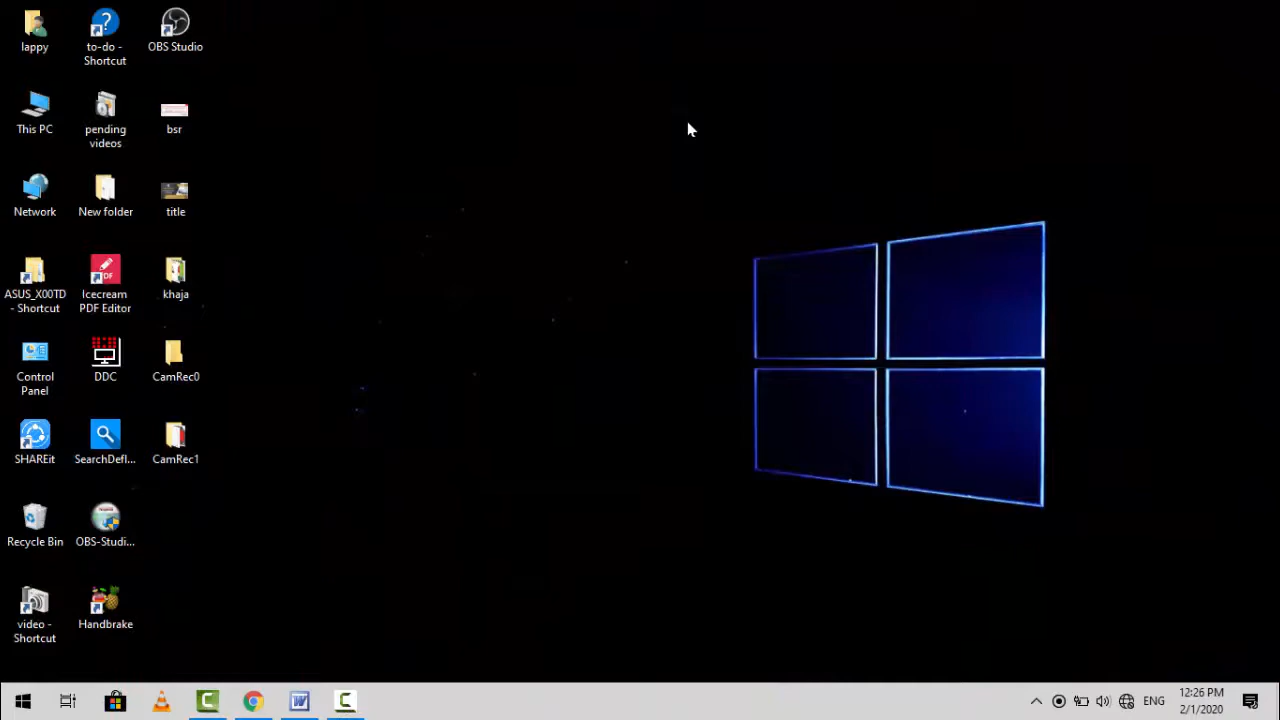 lappy
to-do -
Shortcut
OBS Studio
This PC
pending
videos
bsr
Network
New folder
title
ASUS_X00TD
- Shortcut
Icecream
PDF Editor
khaja
Control
Panel
DDC
CamRec0
SHAREit
SearchDefl...
CamRec1
Recycle Bin
OBS-Studi...
video -
Shortcut
Handbrake
ENG
12:26 PM
2/1/2020